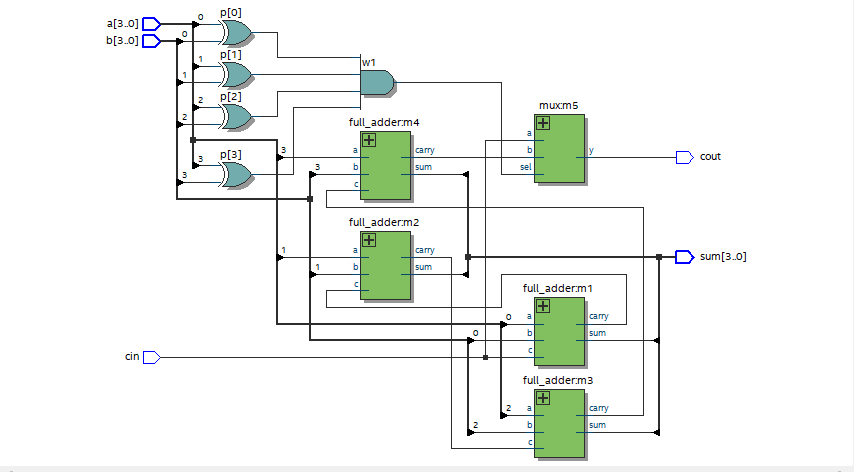 a[3..0]
b[3..0]
0
0
p[0]
1
1
p[1]
2
2
p[2]
3
3
p[3]
w1
full_adder:m4
3
a
3
b
c
carry
sum
mux:m5
a
b
sel
y
cout
full_adder:m2
1
a
1
b
c
carry
sum
sum[3..0]
full_adder:m1
0
a
0
b
c
carry
sum
cin
full_adder:m3
2
a
2
b
c
carry
sum